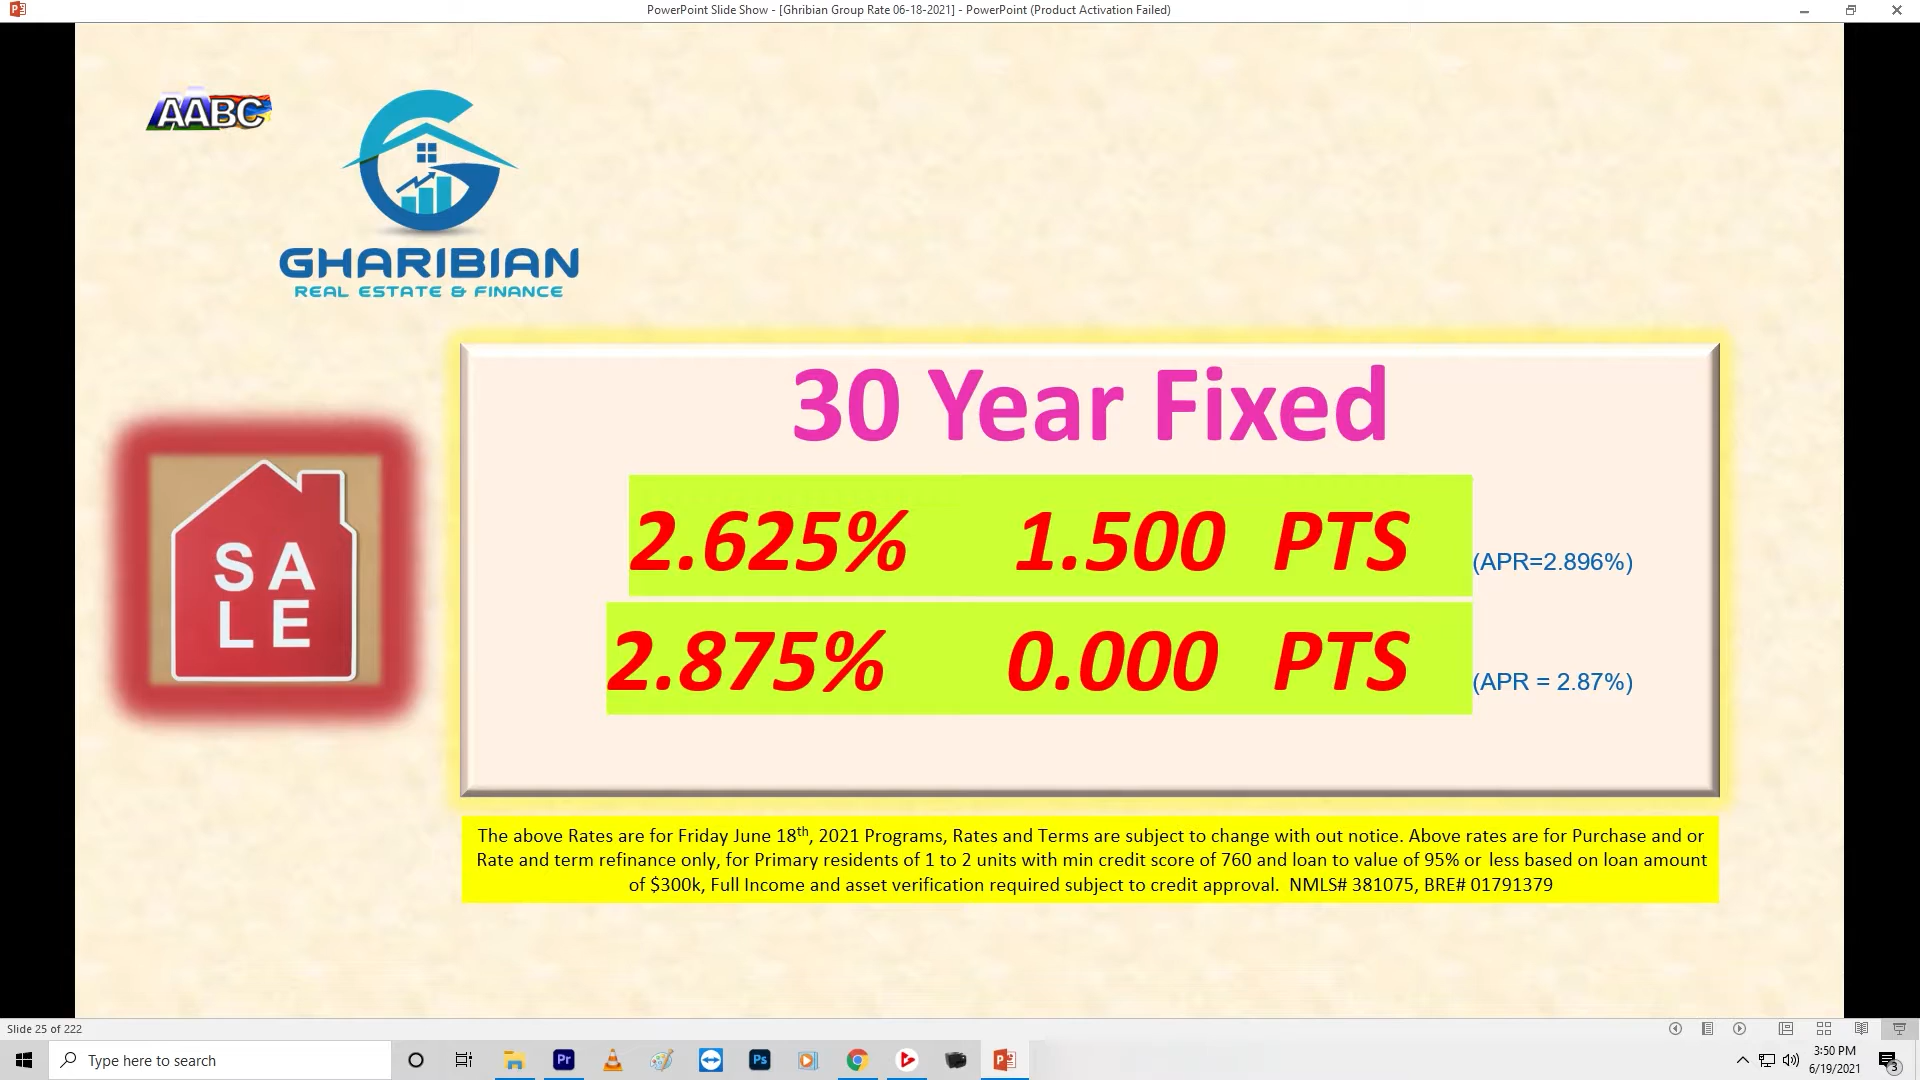 PowerPoint Slide Show - [Ghribian Group Rate 06-18-2021] - PowerPoint (Product Activation Failed)
AABC
GHARIBIAN
REAL ESTATE & FINANCE
30 Year Fixed
2.625% 1.500 PTS (APR=2.896%)
2.875% 0.000 PTS (APR = 2.87%)
SA
LE
The above Rates are for Friday June 18th, 2021 Programs, Rates and Terms are subject to change with out notice. Above rates are for Purchase and or
Rate and term refinance only, for Primary residents of 1 to 2 units with min credit score of 760 and loan to value of 95% or less based on loan amount
of $300k, Full Income and asset verification required subject to credit approval. NMLS# 381075, BRE# 01791379
Slide 25 of 222
Type here to search
Pr
Ps
3:50 PM
6/19/2021
3